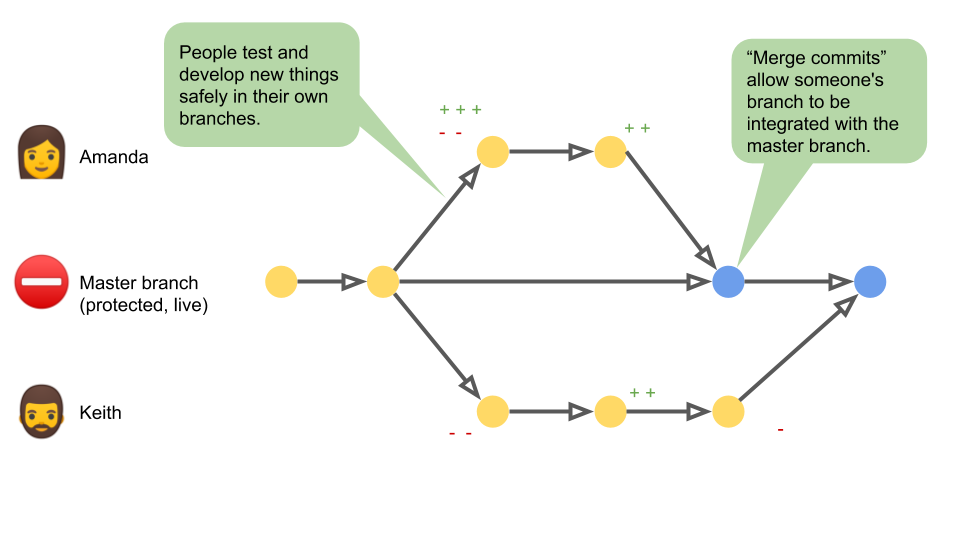 People test and
develop new things
safely in their own
branches.
“Merge commits”
allow someone's
branch to be
integrated with the
master branch.
+ + +
- -
+ +
Amanda
Master branch
(protected, live)
Keith
+ +
- -
-